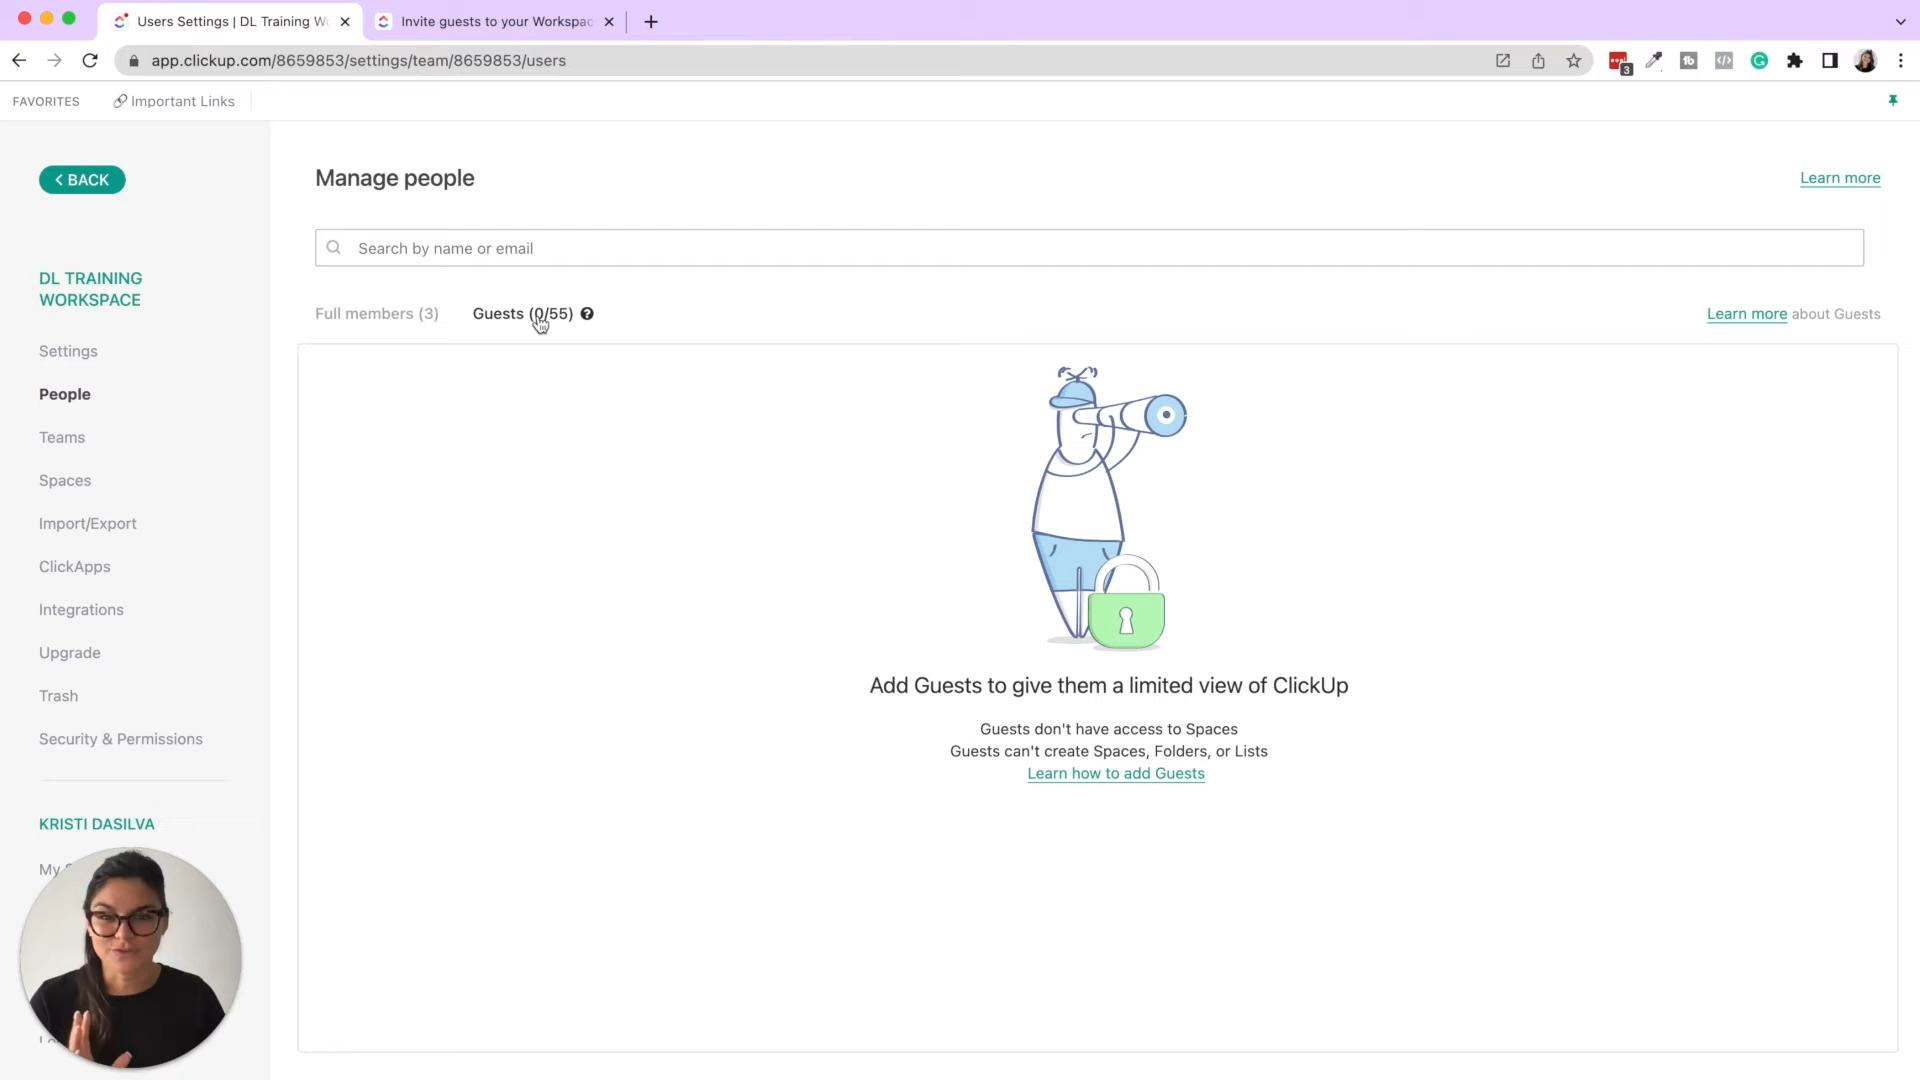 Users Settings | DL Training Wo
Invite guests to your Workspac
app.clickup.com/8659853/settings/team/8659853/users
3
FAVORITES
Important Links
BACK
Manage people
Learn more
Search by name or email
DL TRAINING
WORKSPACE
Full members (3)
Guests (0/55)
Learn more about Guests
Settings
People
Teams
Spaces
Import/Export
ClickApps
Integrations
Upgrade
Trash
Security & Permissions
Add Guests to give them a limited view of ClickUp
Guests don't have access to Spaces
Guests can't create Spaces, Folders, or Lists
Learn how to add Guests
KRISTI DASILVA
My